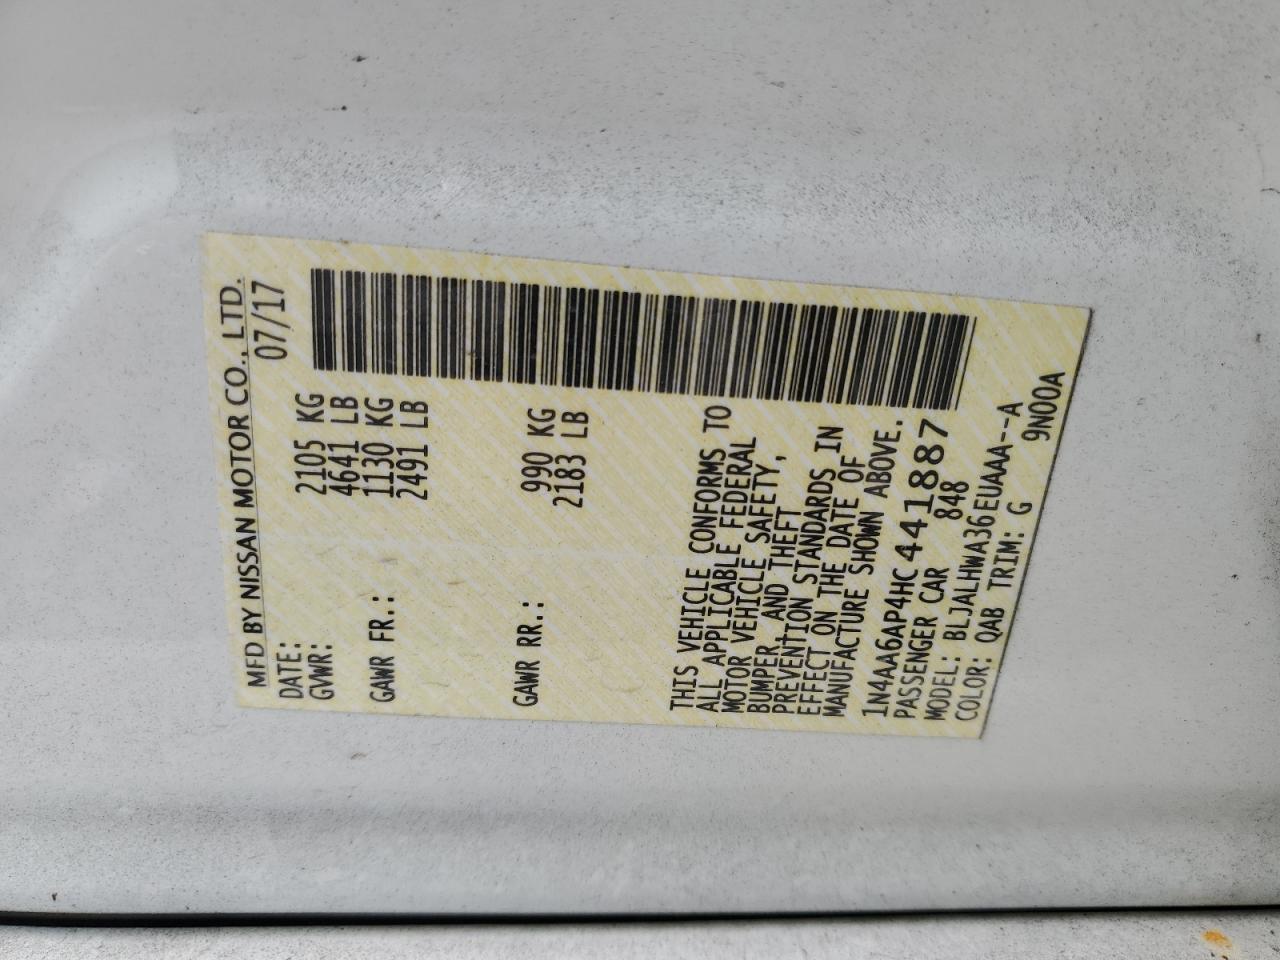 MFD BY NISSAN MOTOR CO., LTD.
DATE: 07/17
GVWR: 2105 KG
4641 LB
GAWR FR.: 1130 KG
2491 LB
GAWR RR.: 990 KG
2183 LB
THIS VEHICLE CONFORMS TO
ALL APPLICABLE FEDERAL
MOTOR VEHICLE SAFETY,
BUMPER, AND THEFT
PREVENTION STANDARDS IN
EFFECT ON THE DATE OF
MANUFACTURE SHOWN ABOVE.
1N4AA6AP4HC441887
PASSENGER CAR 848
MODEL: BLJALHWA36EUAAA--A
COLOR: QAB TRIM: G 9N00A